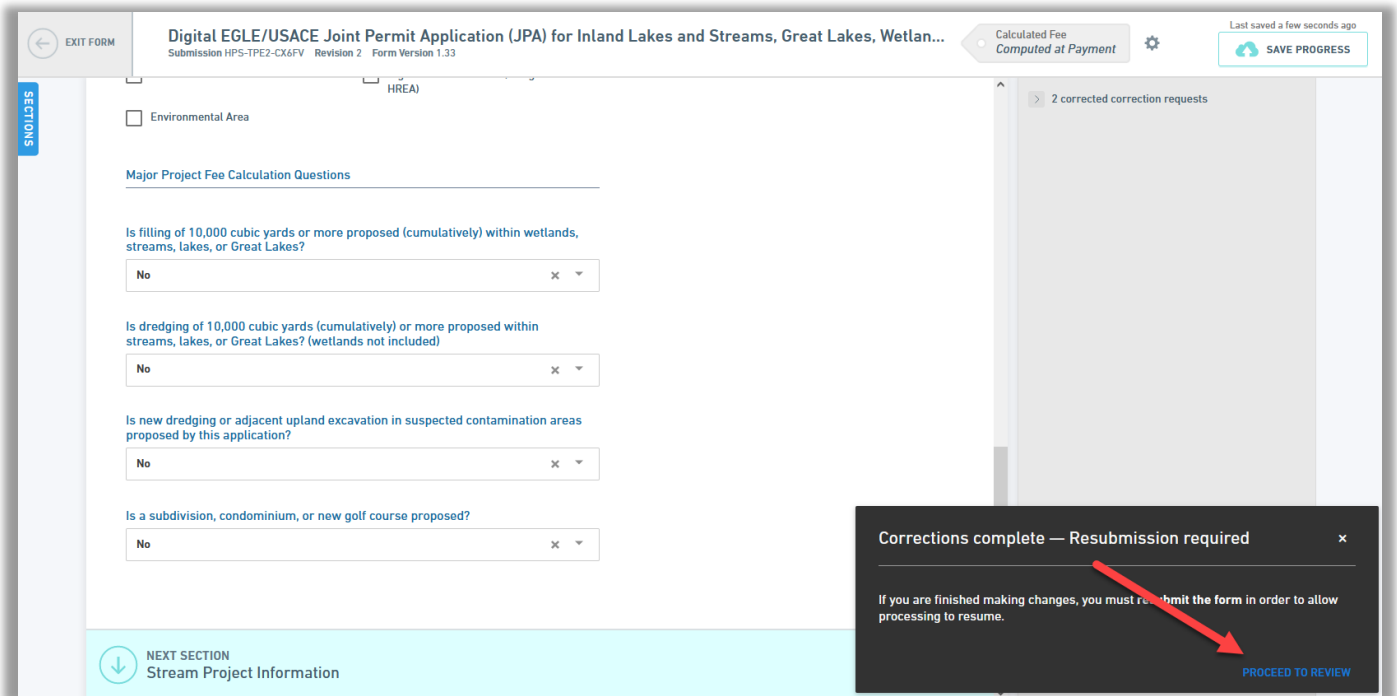 EXIT FORM
Digital EGLE/USACE Joint Permit Application (JPA) for Inland Lakes and Streams, Great Lakes, Wetlan...
Submission HPS-TPE2-CX6FV Revision 2 Form Version 1.33
Calculated Fee
Computed at Payment
Last saved a few seconds ago
SAVE PROGRESS
SECTIONS
HREA)
Environmental Area
2 corrected correction requests
Major Project Fee Calculation Questions
Is filling of 10,000 cubic yards or more proposed (cumulatively) within wetlands,
streams, lakes, or Great Lakes?
No
Is dredging of 10,000 cubic yards (cumulatively) or more proposed within
streams, lakes, or Great Lakes? (wetlands not included)
No
Is new dredging or adjacent upland excavation in suspected contamination areas
proposed by this application?
No
Is a subdivision, condominium, or new golf course proposed?
No
NEXT SECTION
Stream Project Information
Corrections complete — Resubmission required
If you are finished making changes, you must resubmit the form in order to allow
processing to resume.
PROCEED TO REVIEW